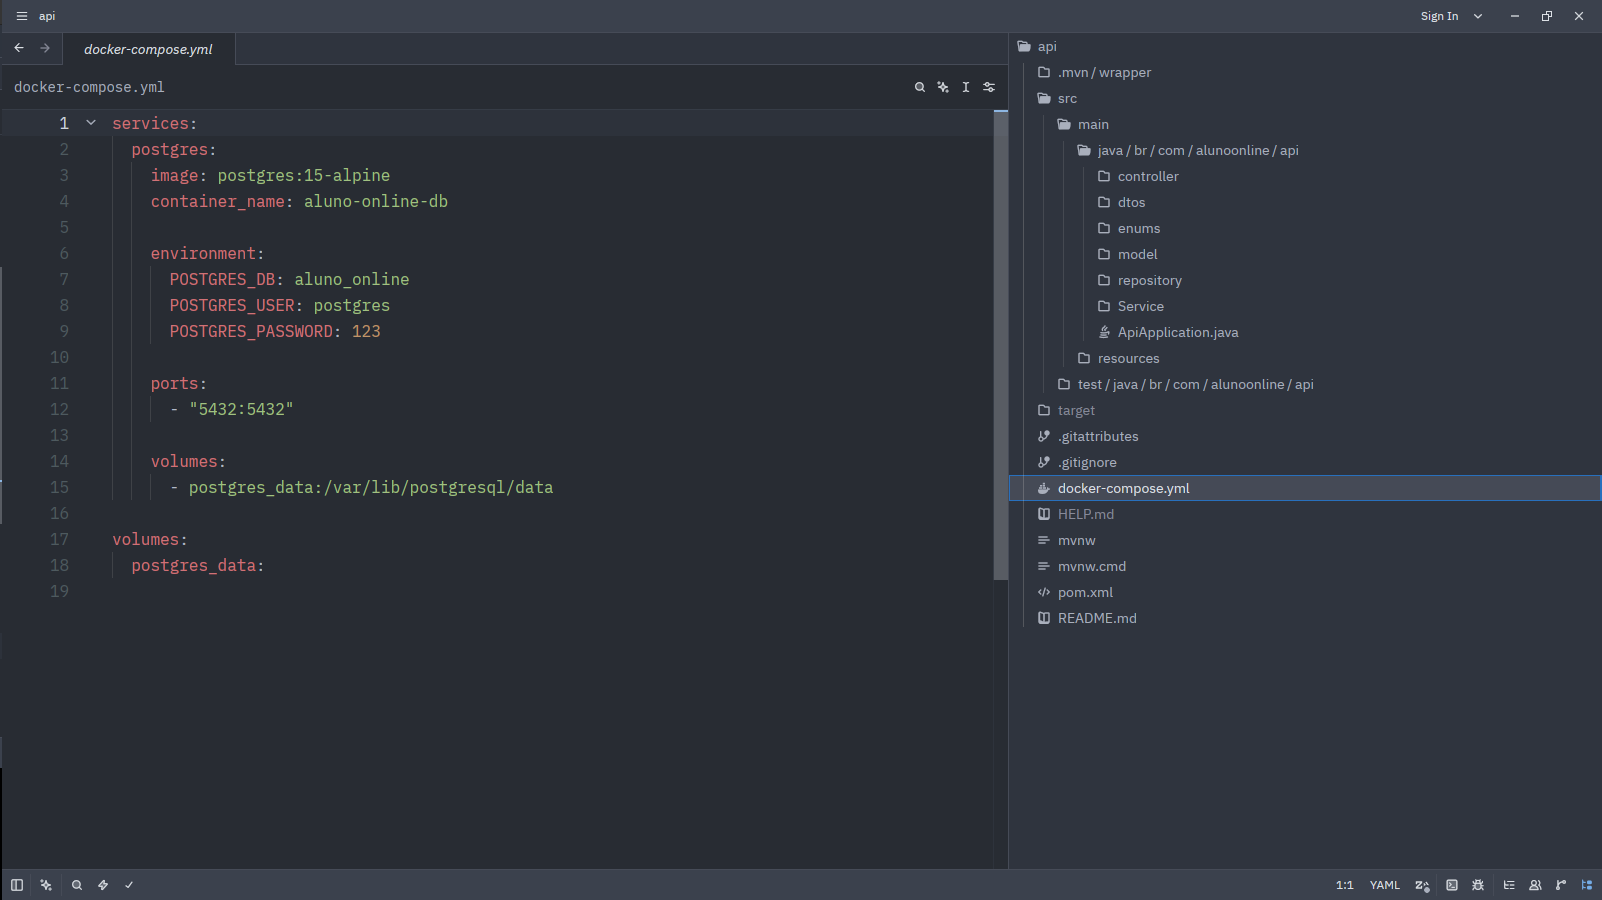 api
Sign In
docker-compose.yml
docker-compose.yml
1 services:
2   postgres:
3     image: postgres:15-alpine
4     container_name: aluno-online-db
5
6     environment:
7       POSTGRES_DB: aluno_online
8       POSTGRES_USER: postgres
9       POSTGRES_PASSWORD: 123
10
11     ports:
12       - "5432:5432"
13
14     volumes:
15       - postgres_data:/var/lib/postgresql/data
16
17 volumes:
18   postgres_data:
19
api
.mvn / wrapper
src
main
java / br / com / alunoonline / api
controller
dtos
enums
model
repository
Service
ApiApplication.java
resources
test / java / br / com / alunoonline / api
target
.gitattributes
.gitignore
docker-compose.yml
HELP.md
mvnw
mvnw.cmd
pom.xml
README.md
1:1
YAML